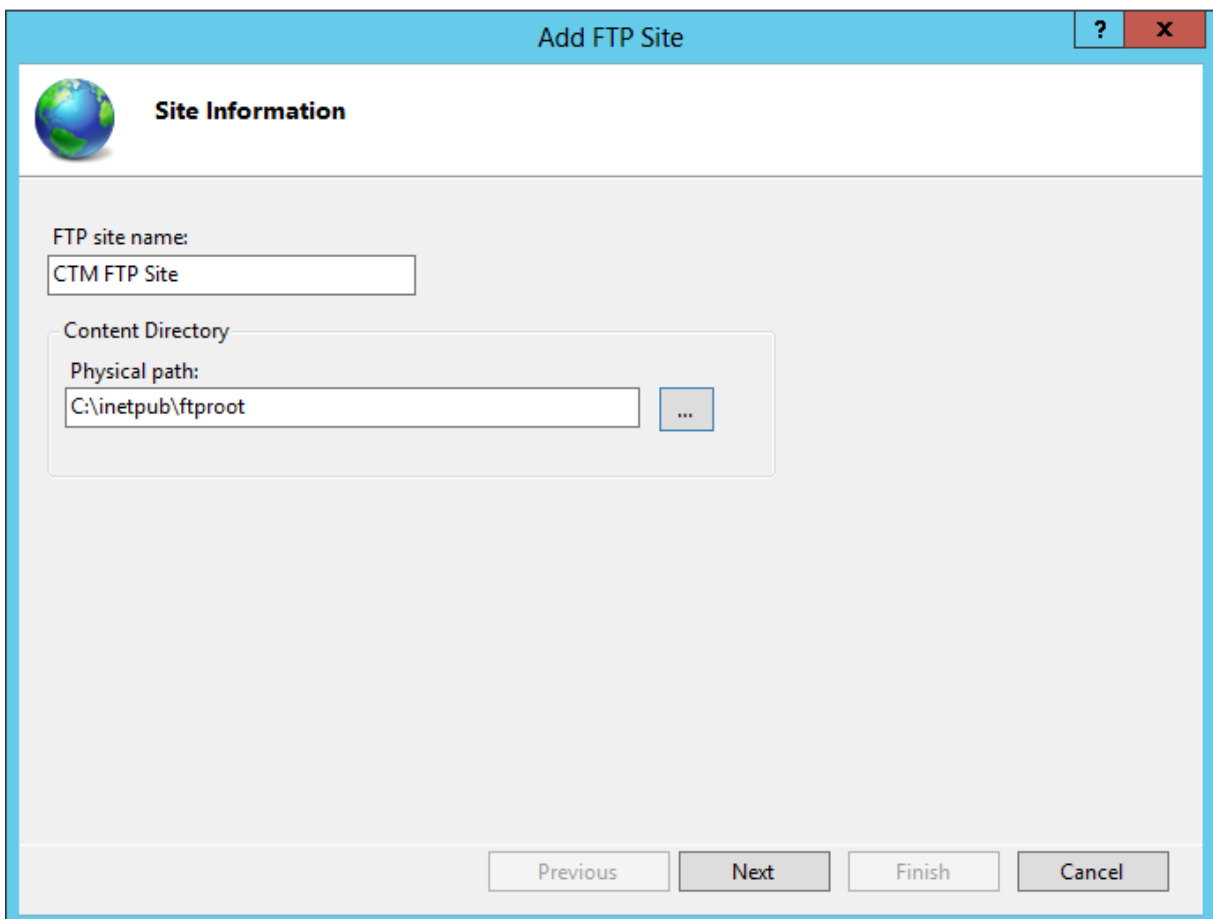 Add FTP Site
?
x
Site Information
FTP site name:
CTM FTP Site
Content Directory
Physical path:
C:\inetpub\ftproot
...
Previous
Next
Finish
Cancel